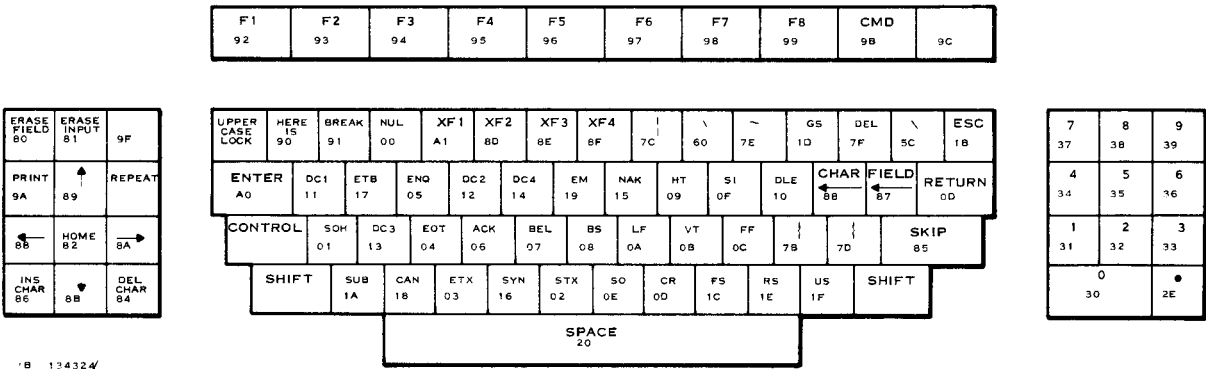 F1 F2 F3 F4 F5 F6 F7 F8 CMD
92 93 94 95 96 97 98 99 9B 9C
ERASE FIELD 80
ERASE INPUT 81
9F
PRINT 9A
89
REPEAT
88
HOME 82
8A
INS CHAR 86
8B
DEL CHAR 84
UPPER CASE LOCK
HERE IS 90
BREAK 91
NUL 00
XF1 A1
XF2 8D
XF3 8E
XF4 8F
¦ 7C
\ 60
~ 7E
GS 1D
DEL 7F
\ 5C
ESC 1B
ENTER A0
DC1 11
ETB 17
ENQ 05
DC2 12
DC4 14
EM 19
NAK 15
HT 09
SI 0F
DLE 10
CHAR 88
FIELD 87
RETURN 0D
CONTROL
SOH 01
DC3 13
EOT 04
ACK 06
BEL 07
BS 08
LF 0A
VT 0B
FF 0C
{ 7B
} 7D
SKIP 85
SHIFT
SUB 1A
CAN 18
ETX 03
SYN 16
STX 02
SO 0E
CR 0D
FS 1C
RS 1E
US 1F
SHIFT
SPACE
20
7 8 9
37 38 39
4 5 6
34 35 36
1 2 3
31 32 33
0 .
30 2E
134324